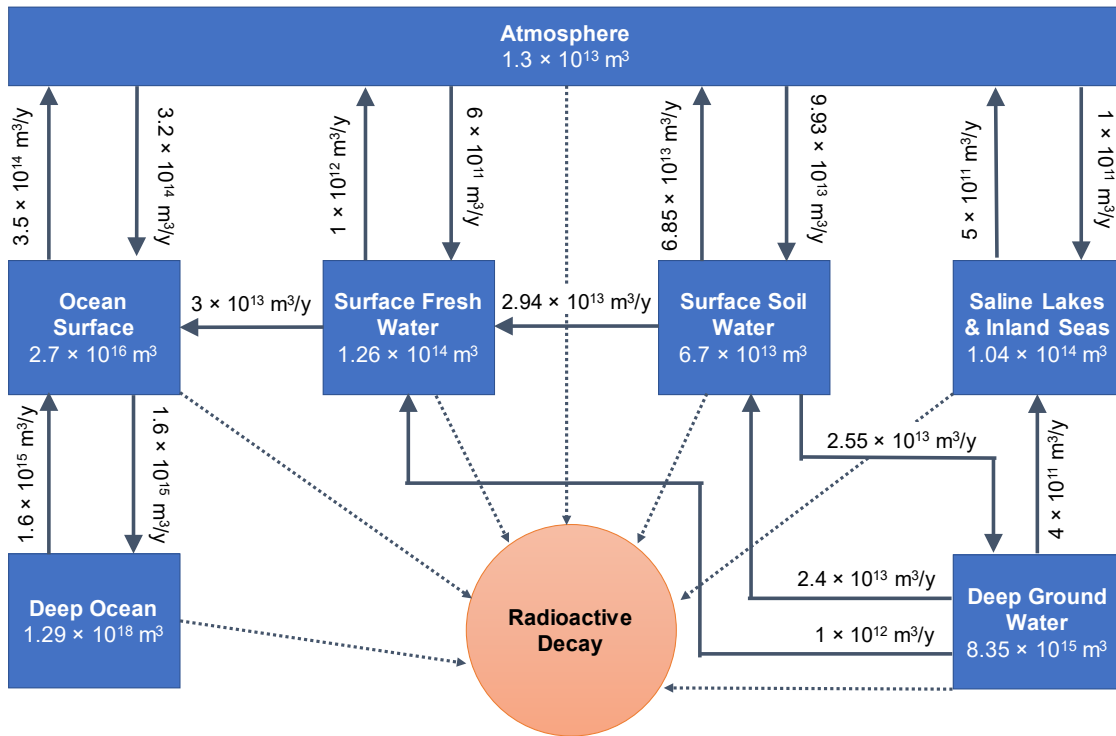 Atmosphere
1.3 × 10¹³ m³
3.5 × 10¹⁴ m³/y
3.2 × 10¹⁴ m³/y
1 × 10¹² m³/y
6 × 10¹¹ m³/y
6.85 × 10¹³ m³/y
9.93 × 10¹³ m³/y
5 × 10¹¹ m³/y
1 × 10¹¹ m³/y
Ocean
Surface
2.7 × 10¹⁶ m³
3 × 10¹³ m³/y
Surface Fresh
Water
1.26 × 10¹⁴ m³
2.94 × 10¹³ m³/y
Surface Soil
Water
6.7 × 10¹³ m³
Saline Lakes
& Inland Seas
1.04 × 10¹⁴ m³
1.6 × 10¹⁵ m³/y
1.6 × 10¹⁵ m³/y
2.55 × 10¹³ m³/y
4 × 10¹¹ m³/y
Deep Ocean
1.29 × 10¹⁸ m³
Radioactive
Decay
2.4 × 10¹³ m³/y
1 × 10¹² m³/y
Deep Ground
Water
8.35 × 10¹⁵ m³